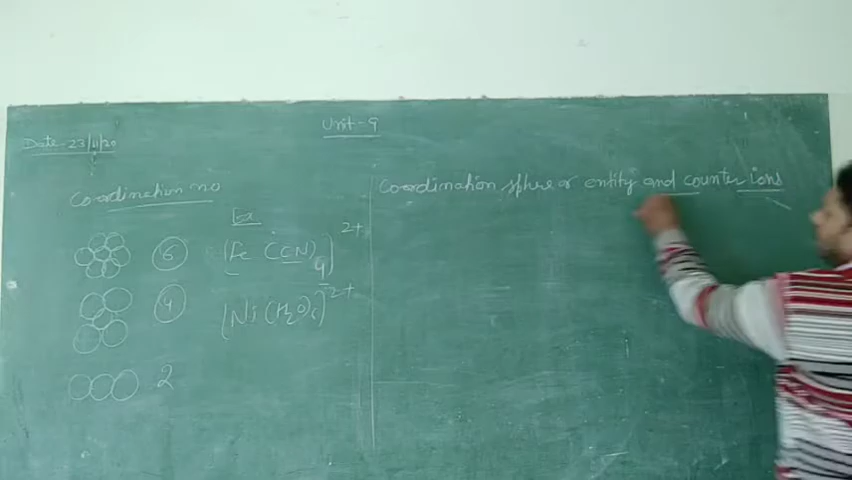 Unit-9
Date-23/11/20
Coordination no
Ex
6 [Fe (CN)4]2+
4 [Ni(H2O)6]2+
2
Coordination sphere or entity and counter ions